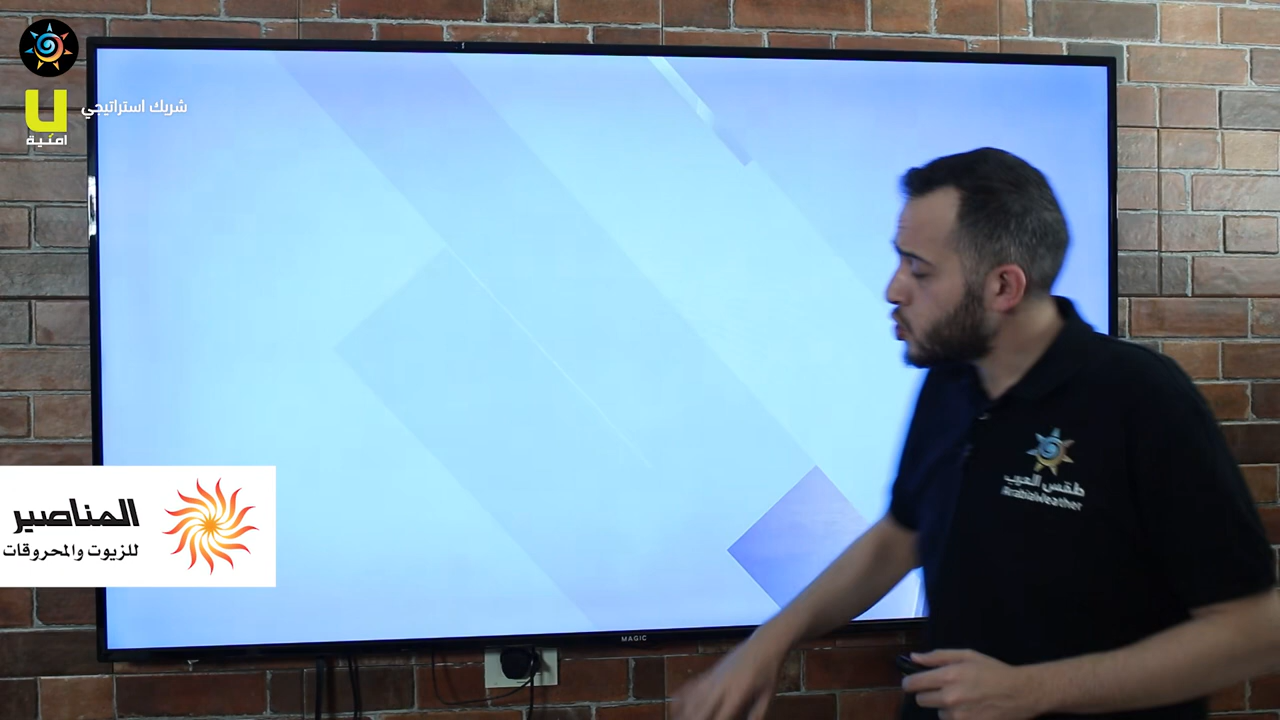 شريك استراتيجي
امنية
المناصير
للزيوت والمحروقات
MAGIC
طقس العرب
ArabiaWeather